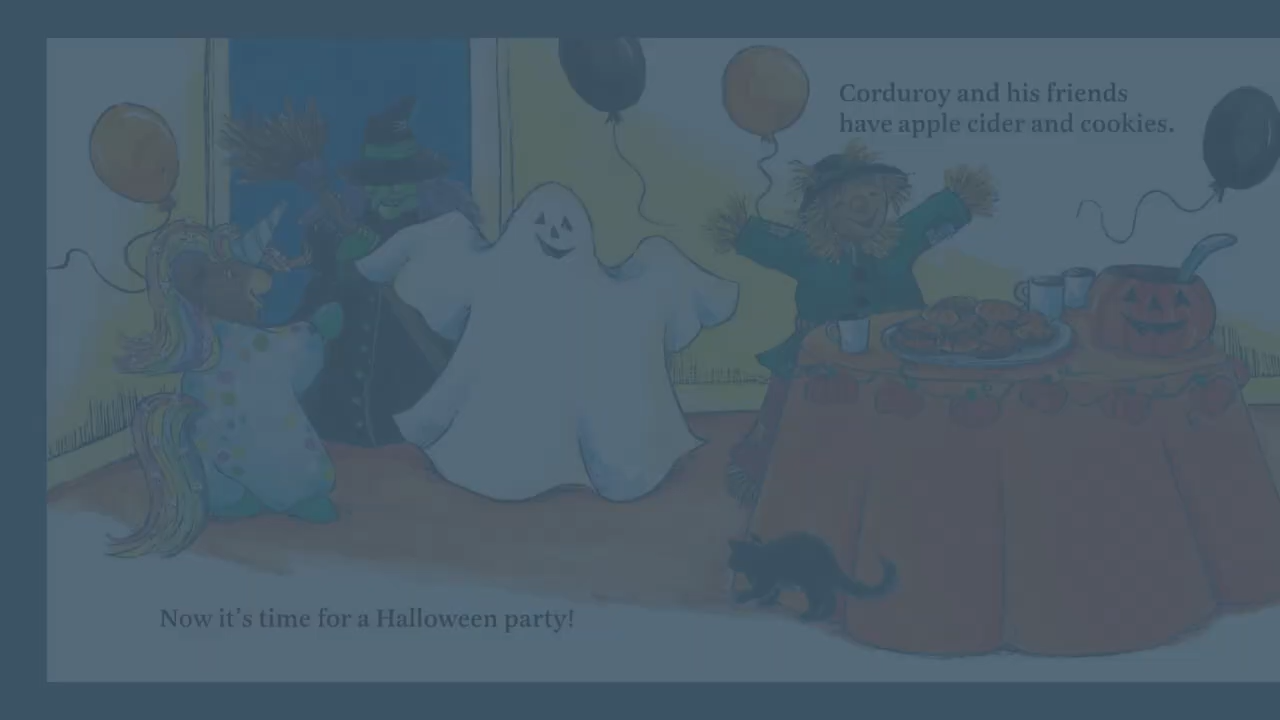 Now it's time for a Halloween party!
Corduroy and his friends
have apple cider and cookies.